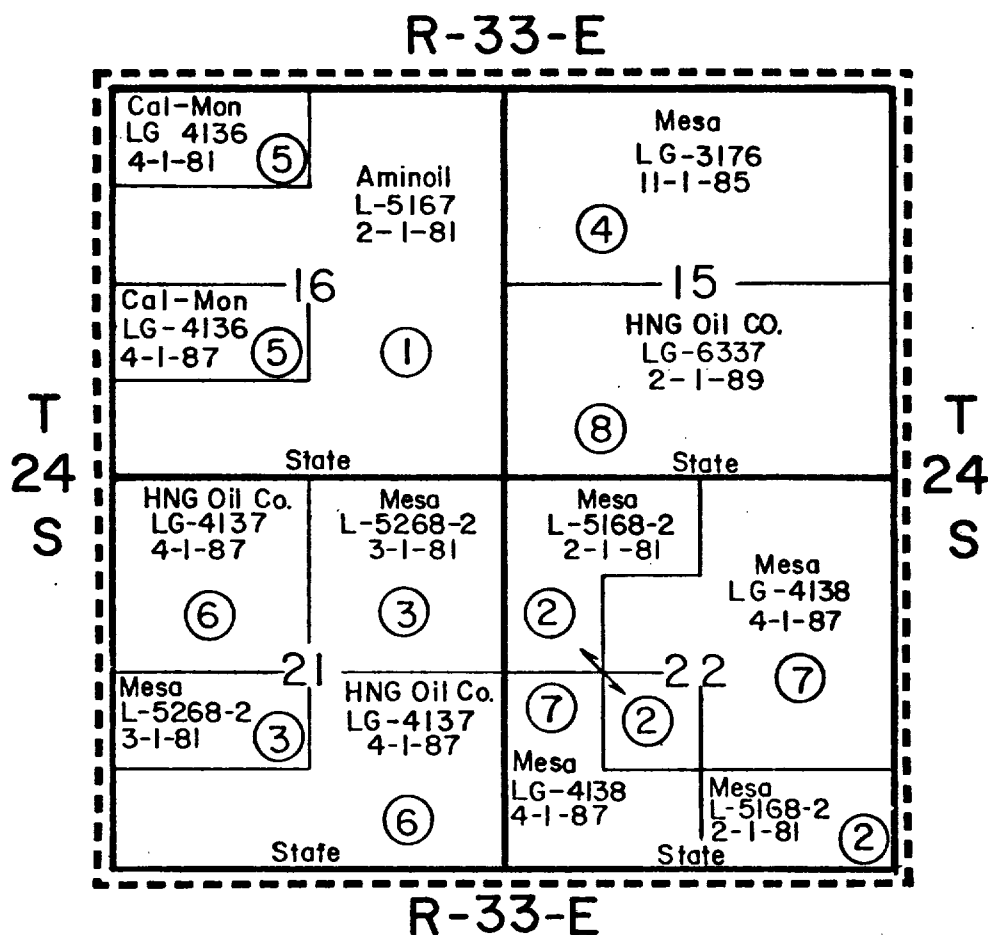 R-33-E
T
24
S
T
24
S
Cal-Mon
LG 4136
4-1-81
5
Aminoil
L-5167
2-1-81
16
Cal-Mon
LG-4136
4-1-87
5
1
State
Mesa
LG-3176
11-1-85
4
15
HNG Oil CO.
LG-6337
2-1-89
8
State
HNG Oil Co.
LG-4137
4-1-87
6
Mesa
L-5268-2
3-1-81
3
21
Mesa
L-5268-2
3-1-81
3
HNG Oil Co.
LG-4137
4-1-87
6
State
Mesa
L-5168-2
2-1-81
2
Mesa
LG-4138
4-1-87
7
22
7
2
Mesa
LG-4138
4-1-87
Mesa
L-5168-2
2-1-81
2
State
R-33-E